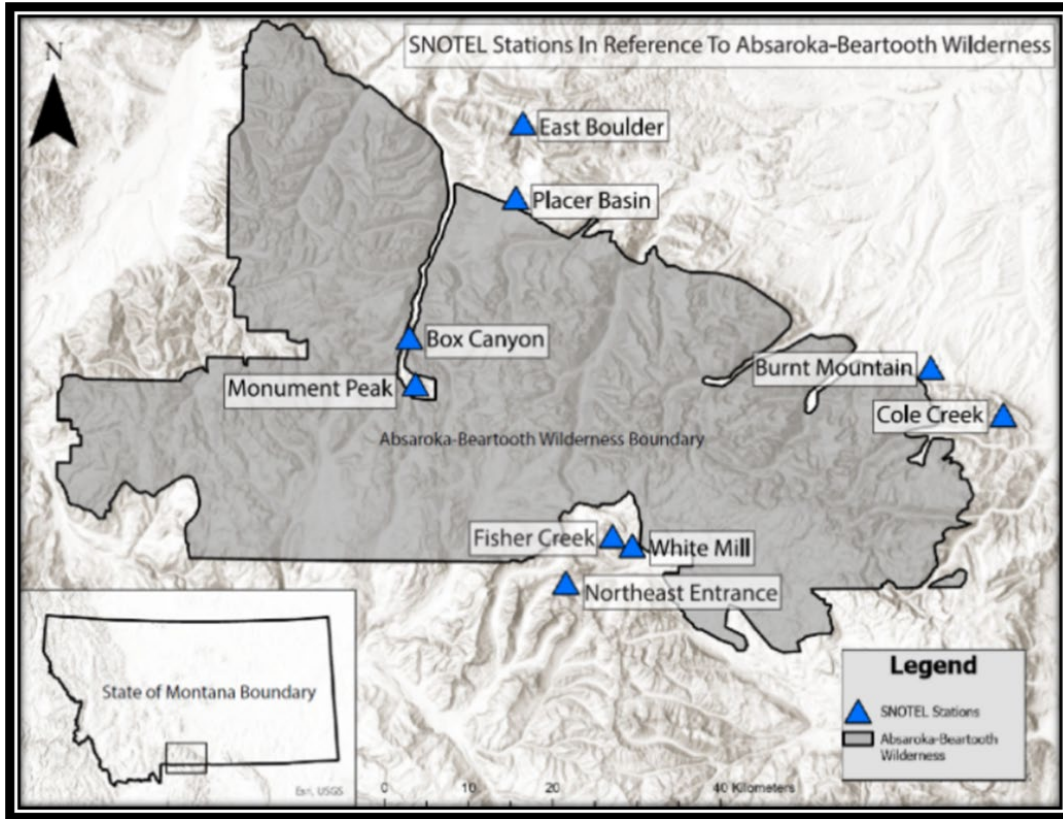 SNOTEL Stations In Reference To Absaroka-Beartooth Wilderness
N
East Boulder
Placer Basin
Box Canyon
Burnt Mountain
Monument Peak
Cole Creek
Absaroka-Beartooth Wilderness Boundary
Fisher Creek
White Mill
Northeast Entrance
State of Montana Boundary
Esri, USGS
Legend
SNOTEL Stations
Absaroka-Beartooth
Wilderness
0 10 20 40 Kilometers